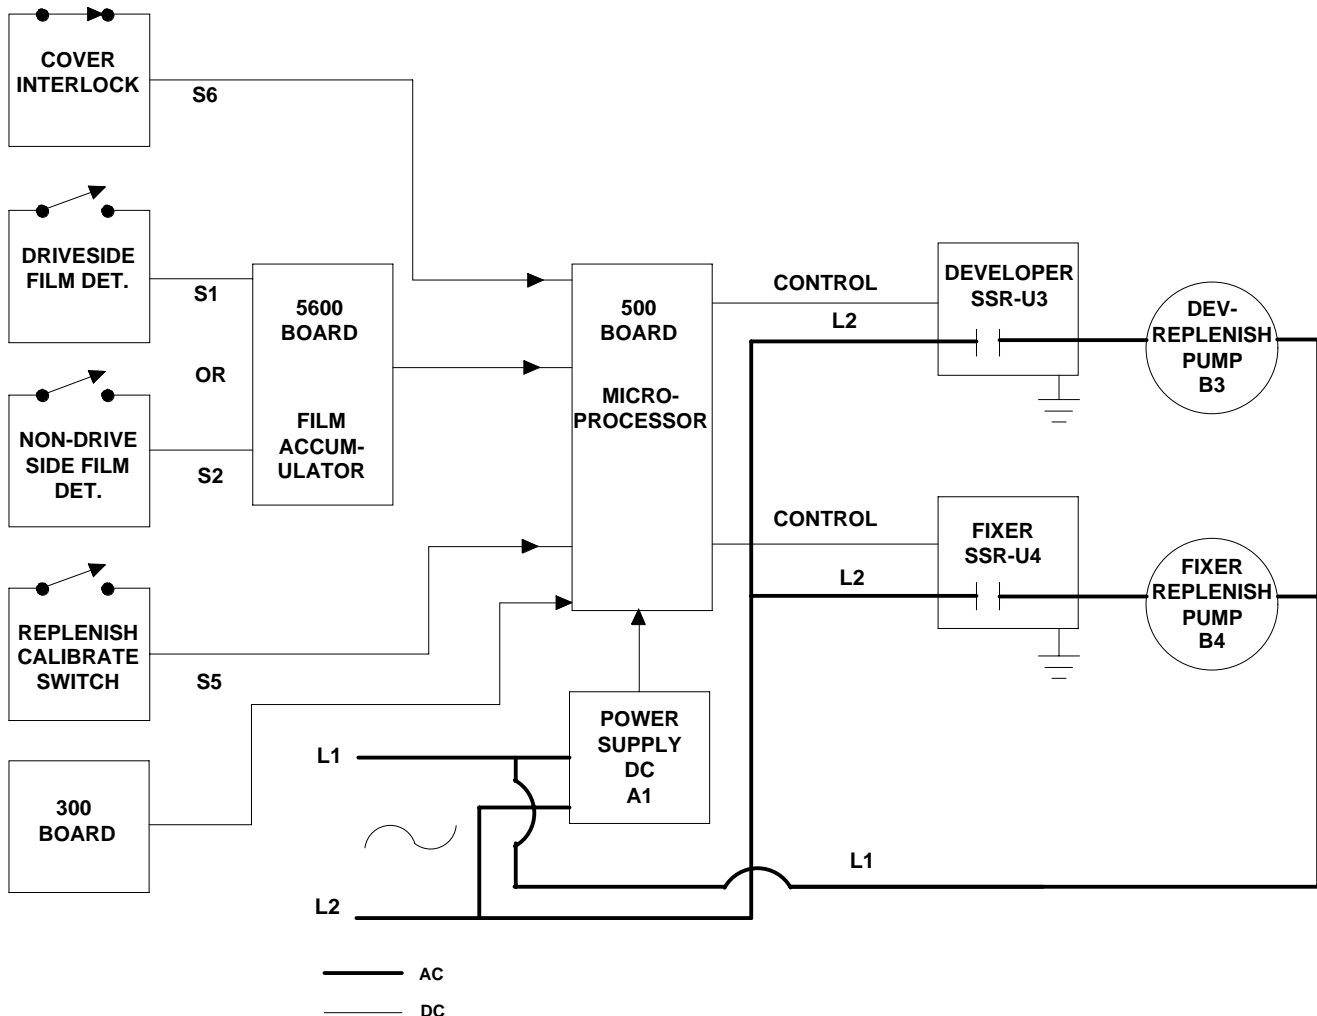 COVER
INTERLOCK
S6
DRIVESIDE
FILM DET.
S1
OR
NON-DRIVE
SIDE FILM
DET.
S2
5600
BOARD
FILM
ACCUM-
ULATOR
REPLENISH
CALIBRATE
SWITCH
S5
300
BOARD
500
BOARD
MICRO-
PROCESSOR
POWER
SUPPLY
DC
A1
L1
L2
CONTROL
L2
DEVELOPER
SSR-U3
DEV-
REPLENISH
PUMP
B3
CONTROL
L2
FIXER
SSR-U4
FIXER
REPLENISH
PUMP
B4
L1
AC
DC